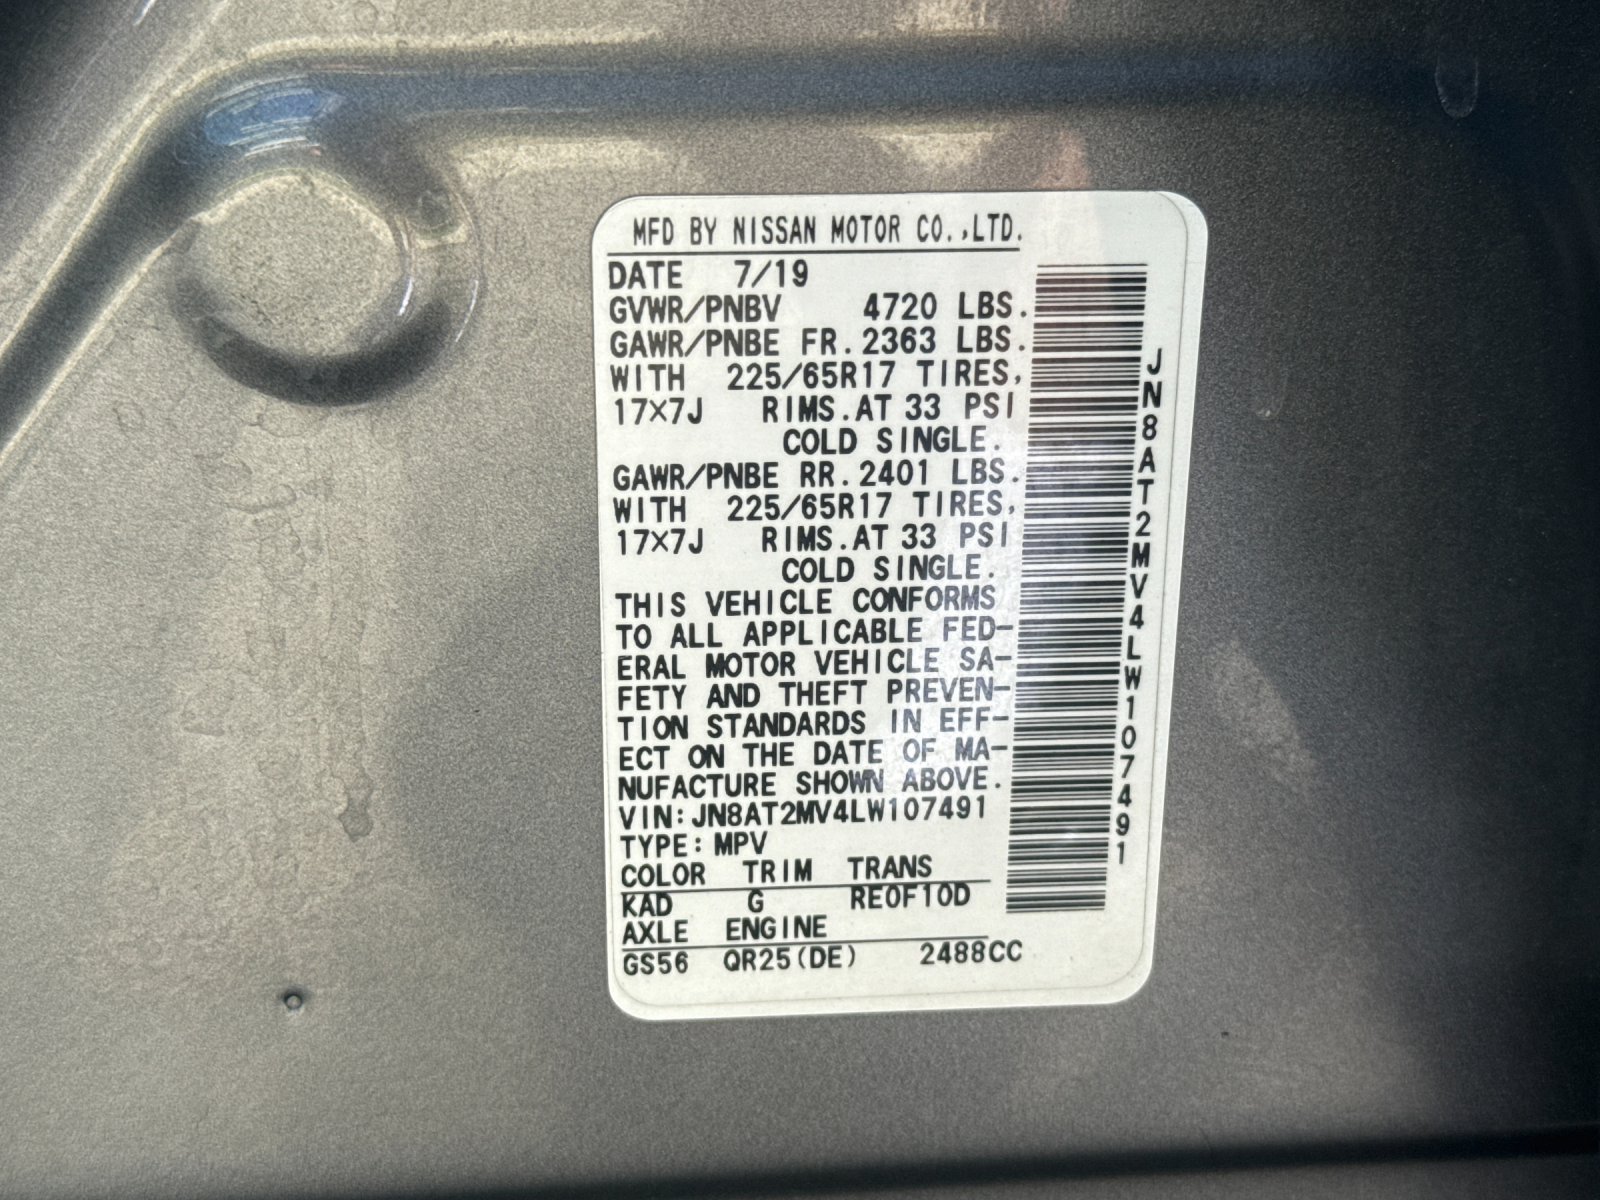 MFD BY NISSAN MOTOR CO.,LTD.
DATE 7/19
GVWR/PNBV 4720 LBS.
GAWR/PNBE FR. 2363 LBS.
WITH 225/65R17 TIRES,
17×7J RIMS.AT 33 PSI
COLD SINGLE.
GAWR/PNBE RR. 2401 LBS.
WITH 225/65R17 TIRES,
17×7J RIMS.AT 33 PSI
COLD SINGLE.
THIS VEHICLE CONFORMS
TO ALL APPLICABLE FED-
ERAL MOTOR VEHICLE SA-
FETY AND THEFT PREVEN-
TION STANDARDS IN EFF-
ECT ON THE DATE OF MA-
NUFACTURE SHOWN ABOVE.
VIN:JN8AT2MV4LW107491
TYPE:MPV
COLOR TRIM TRANS
KAD G RE0F10D
AXLE ENGINE
GS56 QR25(DE) 2488CC
JN8AT2MV4LW107491